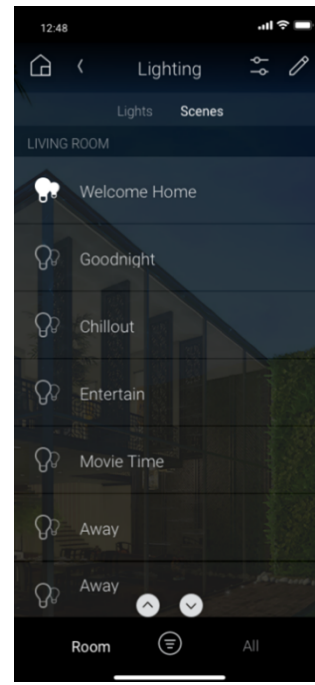 12:48
Lighting
Lights Scenes
LIVING ROOM
Welcome Home
Goodnight
Chillout
Entertain
Movie Time
Away
Away
Room All